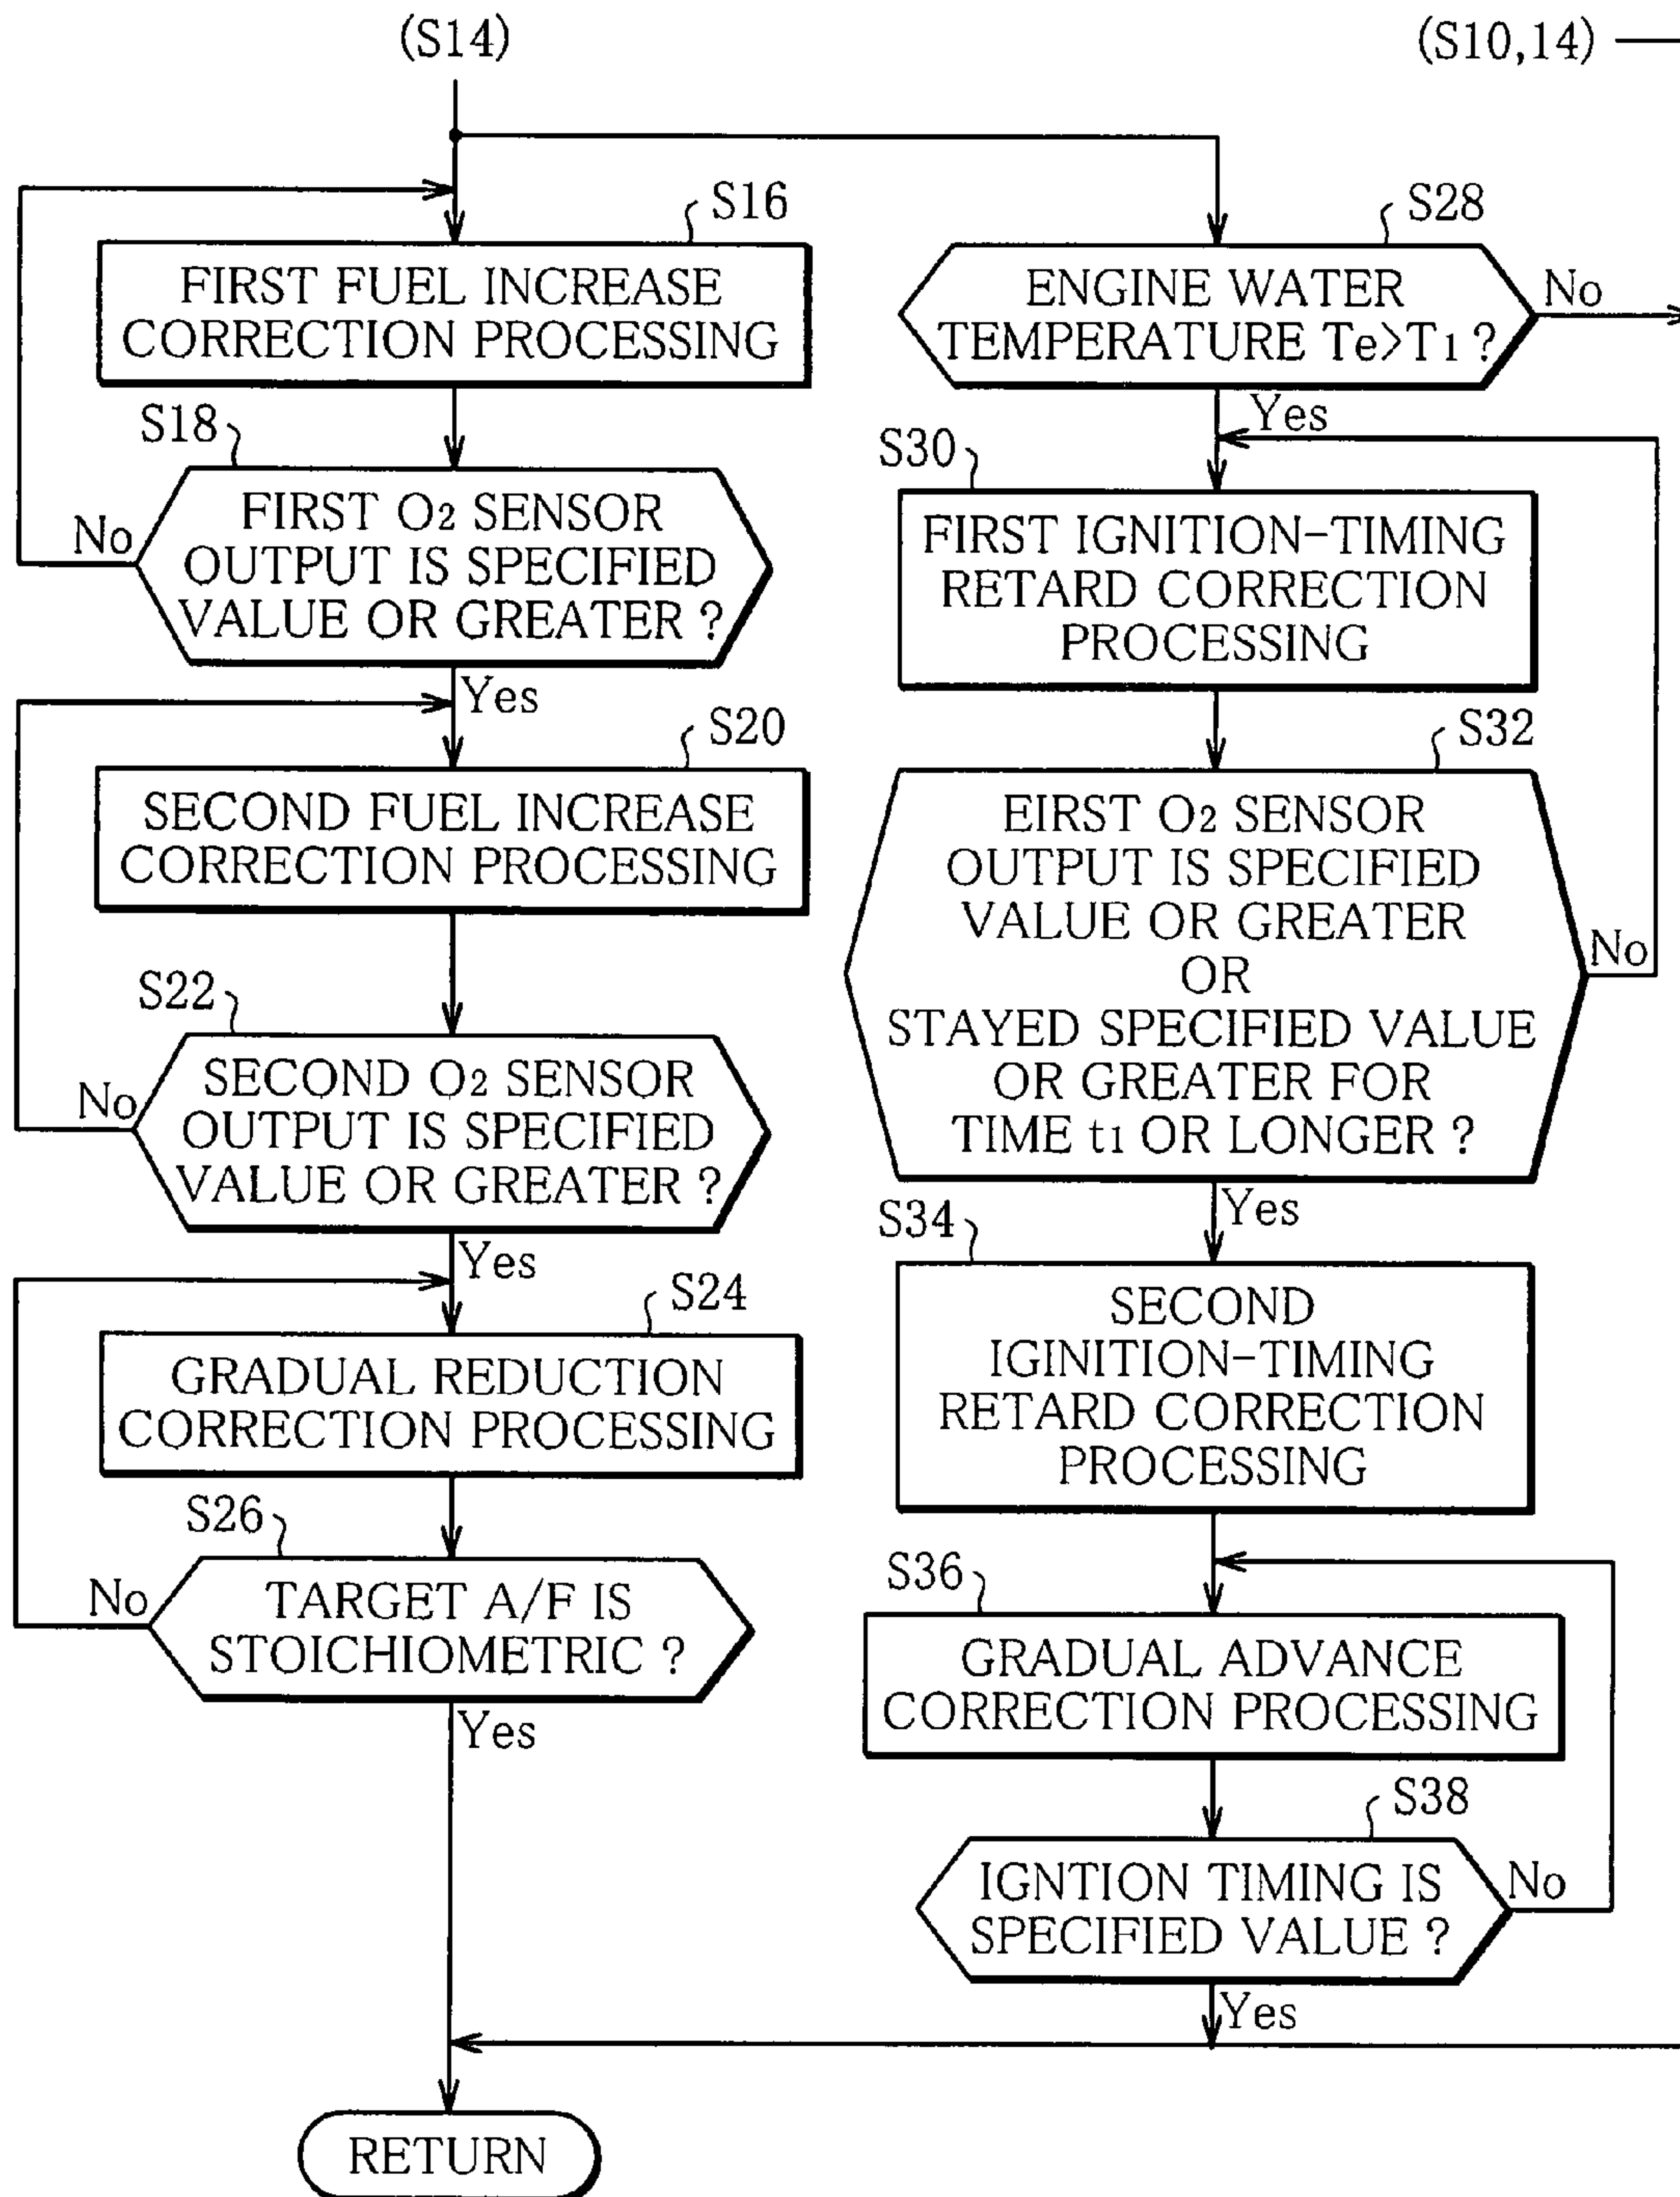 (S14)
(S10,14)
S16
FIRST FUEL INCREASE
CORRECTION PROCESSING
S18
FIRST O2 SENSOR
OUTPUT IS SPECIFIED
VALUE OR GREATER ?
No
Yes
S20
SECOND FUEL INCREASE
CORRECTION PROCESSING
S22
SECOND O2 SENSOR
OUTPUT IS SPECIFIED
VALUE OR GREATER ?
No
Yes
S24
GRADUAL REDUCTION
CORRECTION PROCESSING
S26
TARGET A/F IS
STOICHIOMETRIC ?
No
Yes
S28
ENGINE WATER
TEMPERATURE Te>T1 ?
No
Yes
S30
FIRST IGNITION-TIMING
RETARD CORRECTION
PROCESSING
S32
EIRST O2 SENSOR
OUTPUT IS SPECIFIED
VALUE OR GREATER
OR
STAYED SPECIFIED VALUE
OR GREATER FOR
TIME t1 OR LONGER ?
No
Yes
S34
SECOND
IGINITION-TIMING
RETARD CORRECTION
PROCESSING
S36
GRADUAL ADVANCE
CORRECTION PROCESSING
S38
IGNTION TIMING IS
SPECIFIED VALUE ?
No
Yes
RETURN